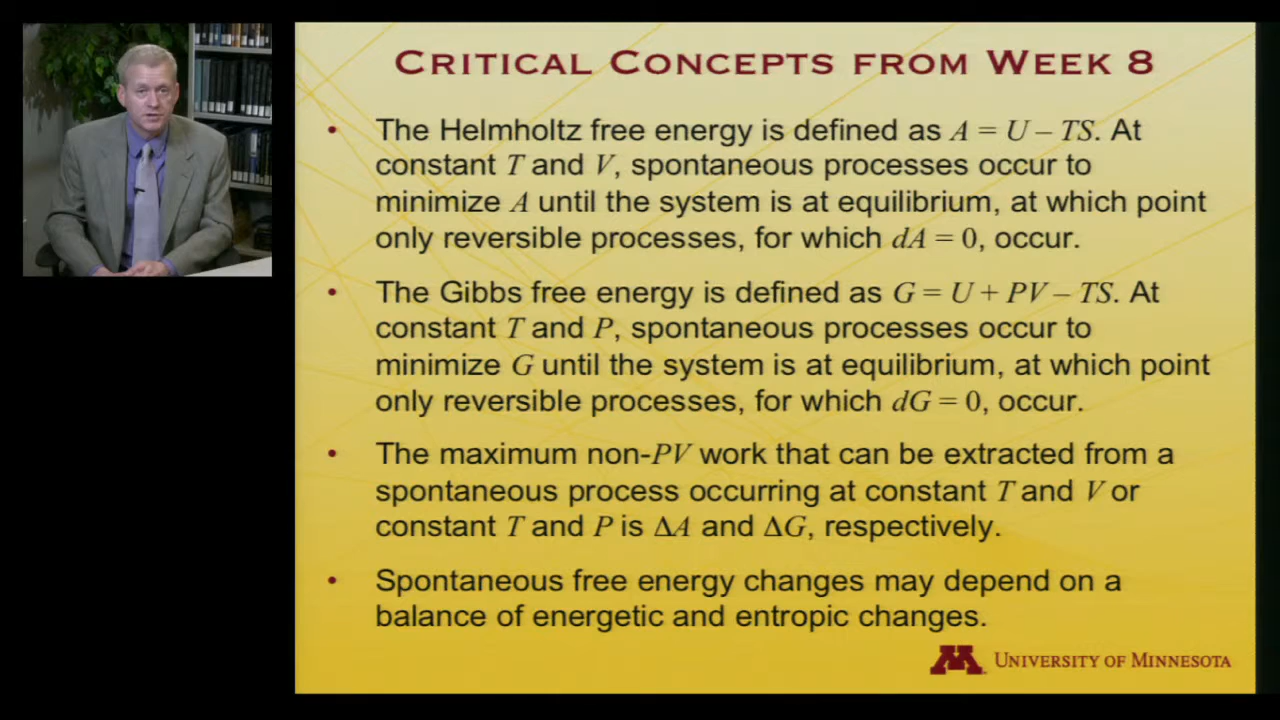 CRITICAL CONCEPTS FROM WEEK 8
• The Helmholtz free energy is defined as A = U – TS. At
constant T and V, spontaneous processes occur to
minimize A until the system is at equilibrium, at which point
only reversible processes, for which dA = 0, occur.
• The Gibbs free energy is defined as G = U + PV – TS. At
constant T and P, spontaneous processes occur to
minimize G until the system is at equilibrium, at which point
only reversible processes, for which dG = 0, occur.
• The maximum non-PV work that can be extracted from a
spontaneous process occurring at constant T and V or
constant T and P is ΔA and ΔG, respectively.
• Spontaneous free energy changes may depend on a
balance of energetic and entropic changes.
M UNIVERSITY OF MINNESOTA